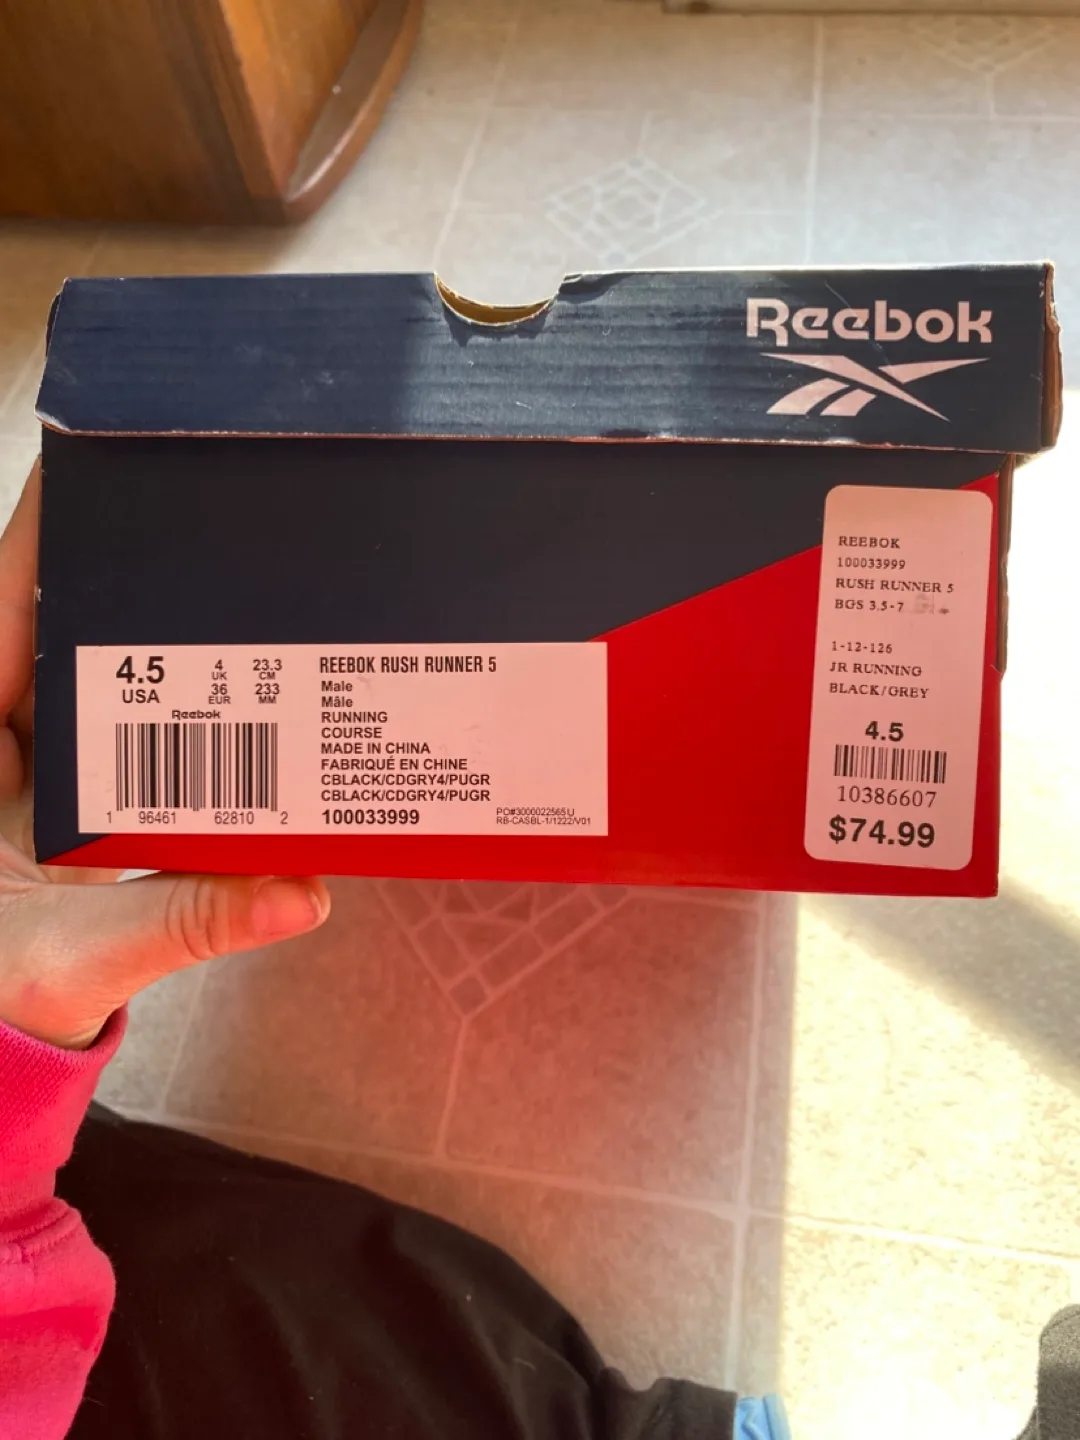 Reebok
REEBOK
100033999
RUSH RUNNER 5
BGS 3.5-7
1-12-126
JR RUNNING
BLACK/GREY
4.5
10386607
$74.99
4.5
USA
4
UK
36
EUR
23.3
CM
233
MM
Reebok
1 96461 62810 2
REEBOK RUSH RUNNER 5
Male
Mâle
RUNNING
COURSE
MADE IN CHINA
FABRIQUÉ EN CHINE
CBLACK/CDGRY4/PUGR
CBLACK/CDGRY4/PUGR
100033999
PO#3000022565U
RB-CASBL-1/1222/V01